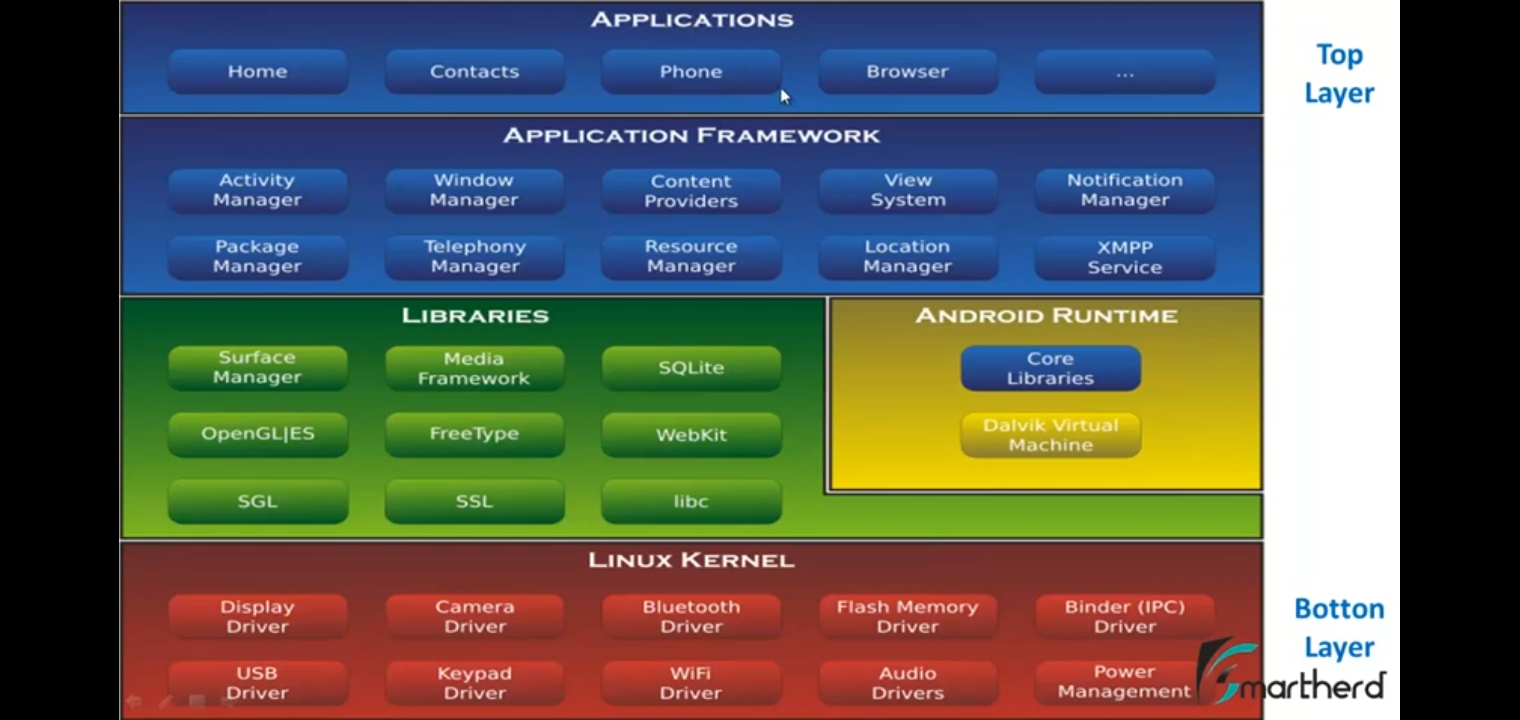 APPLICATIONS
Home
Contacts
Phone
Browser
...
Top
Layer
APPLICATION FRAMEWORK
Activity
Manager
Window
Manager
Content
Providers
View
System
Notification
Manager
Package
Manager
Telephony
Manager
Resource
Manager
Location
Manager
XMPP
Service
LIBRARIES
Surface
Manager
Media
Framework
SQLite
OpenGL|ES
FreeType
WebKit
SGL
SSL
libc
ANDROID RUNTIME
Core
Libraries
Dalvik Virtual
Machine
LINUX KERNEL
Display
Driver
Camera
Driver
Bluetooth
Driver
Flash Memory
Driver
Binder (IPC)
Driver
USB
Driver
Keypad
Driver
WiFi
Driver
Audio
Drivers
Power
Management
Botton
Layer
Smartherd